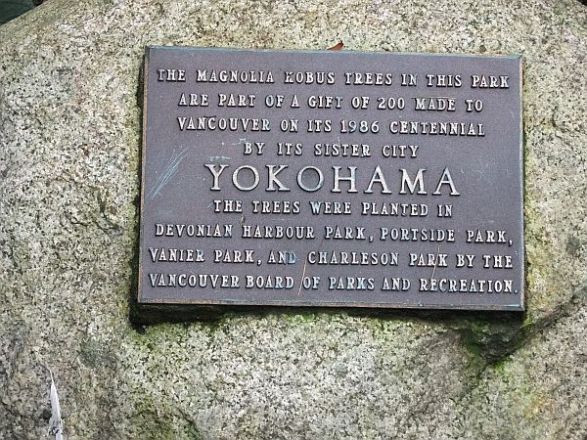 THE MAGNOLIA KOBUS TREES IN THIS PARK
ARE PART OF A GIFT OF 200 MADE TO
VANCOUVER ON ITS 1986 CENTENNIAL
BY ITS SISTER CITY
YOKOHAMA
THE TREES WERE PLANTED IN
DEVONIAN HARBOUR PARK, PORTSIDE PARK,
VANIER PARK, AND CHARLESON PARK BY THE
VANCOUVER BOARD OF PARKS AND RECREATION.